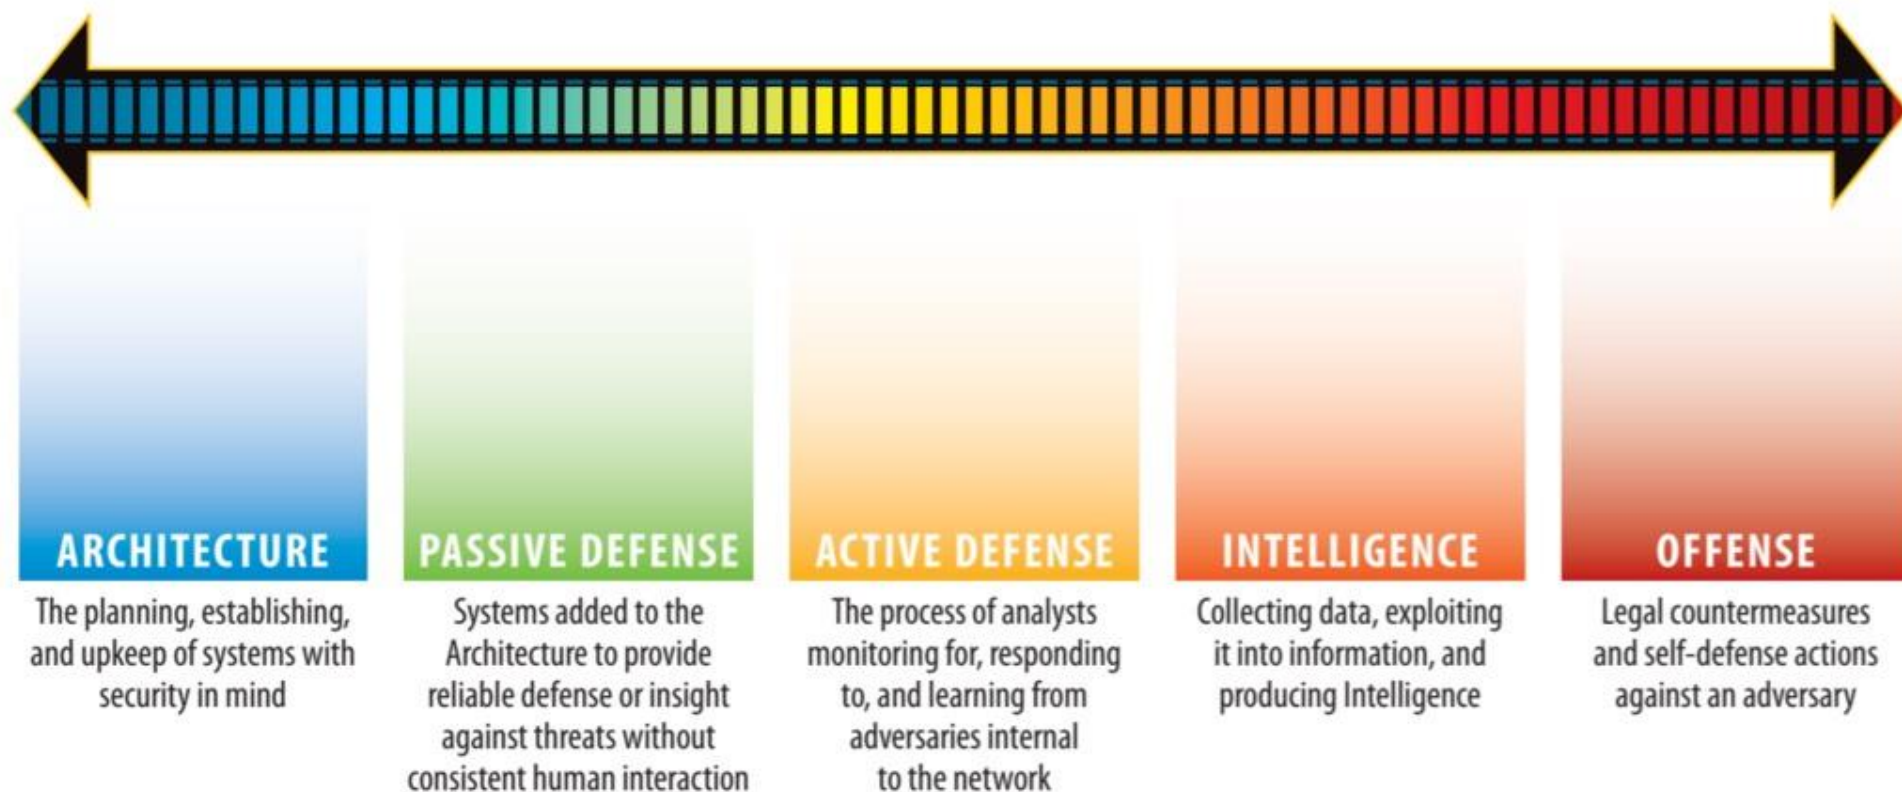 ARCHITECTURE
The planning, establishing,
and upkeep of systems with
security in mind
PASSIVE DEFENSE
Systems added to the
Architecture to provide
reliable defense or insight
against threats without
consistent human interaction
ACTIVE DEFENSE
The process of analysts
monitoring for, responding
to, and learning from
adversaries internal
to the network
INTELLIGENCE
Collecting data, exploiting
it into information, and
producing Intelligence
OFFENSE
Legal countermeasures
and self-defense actions
against an adversary